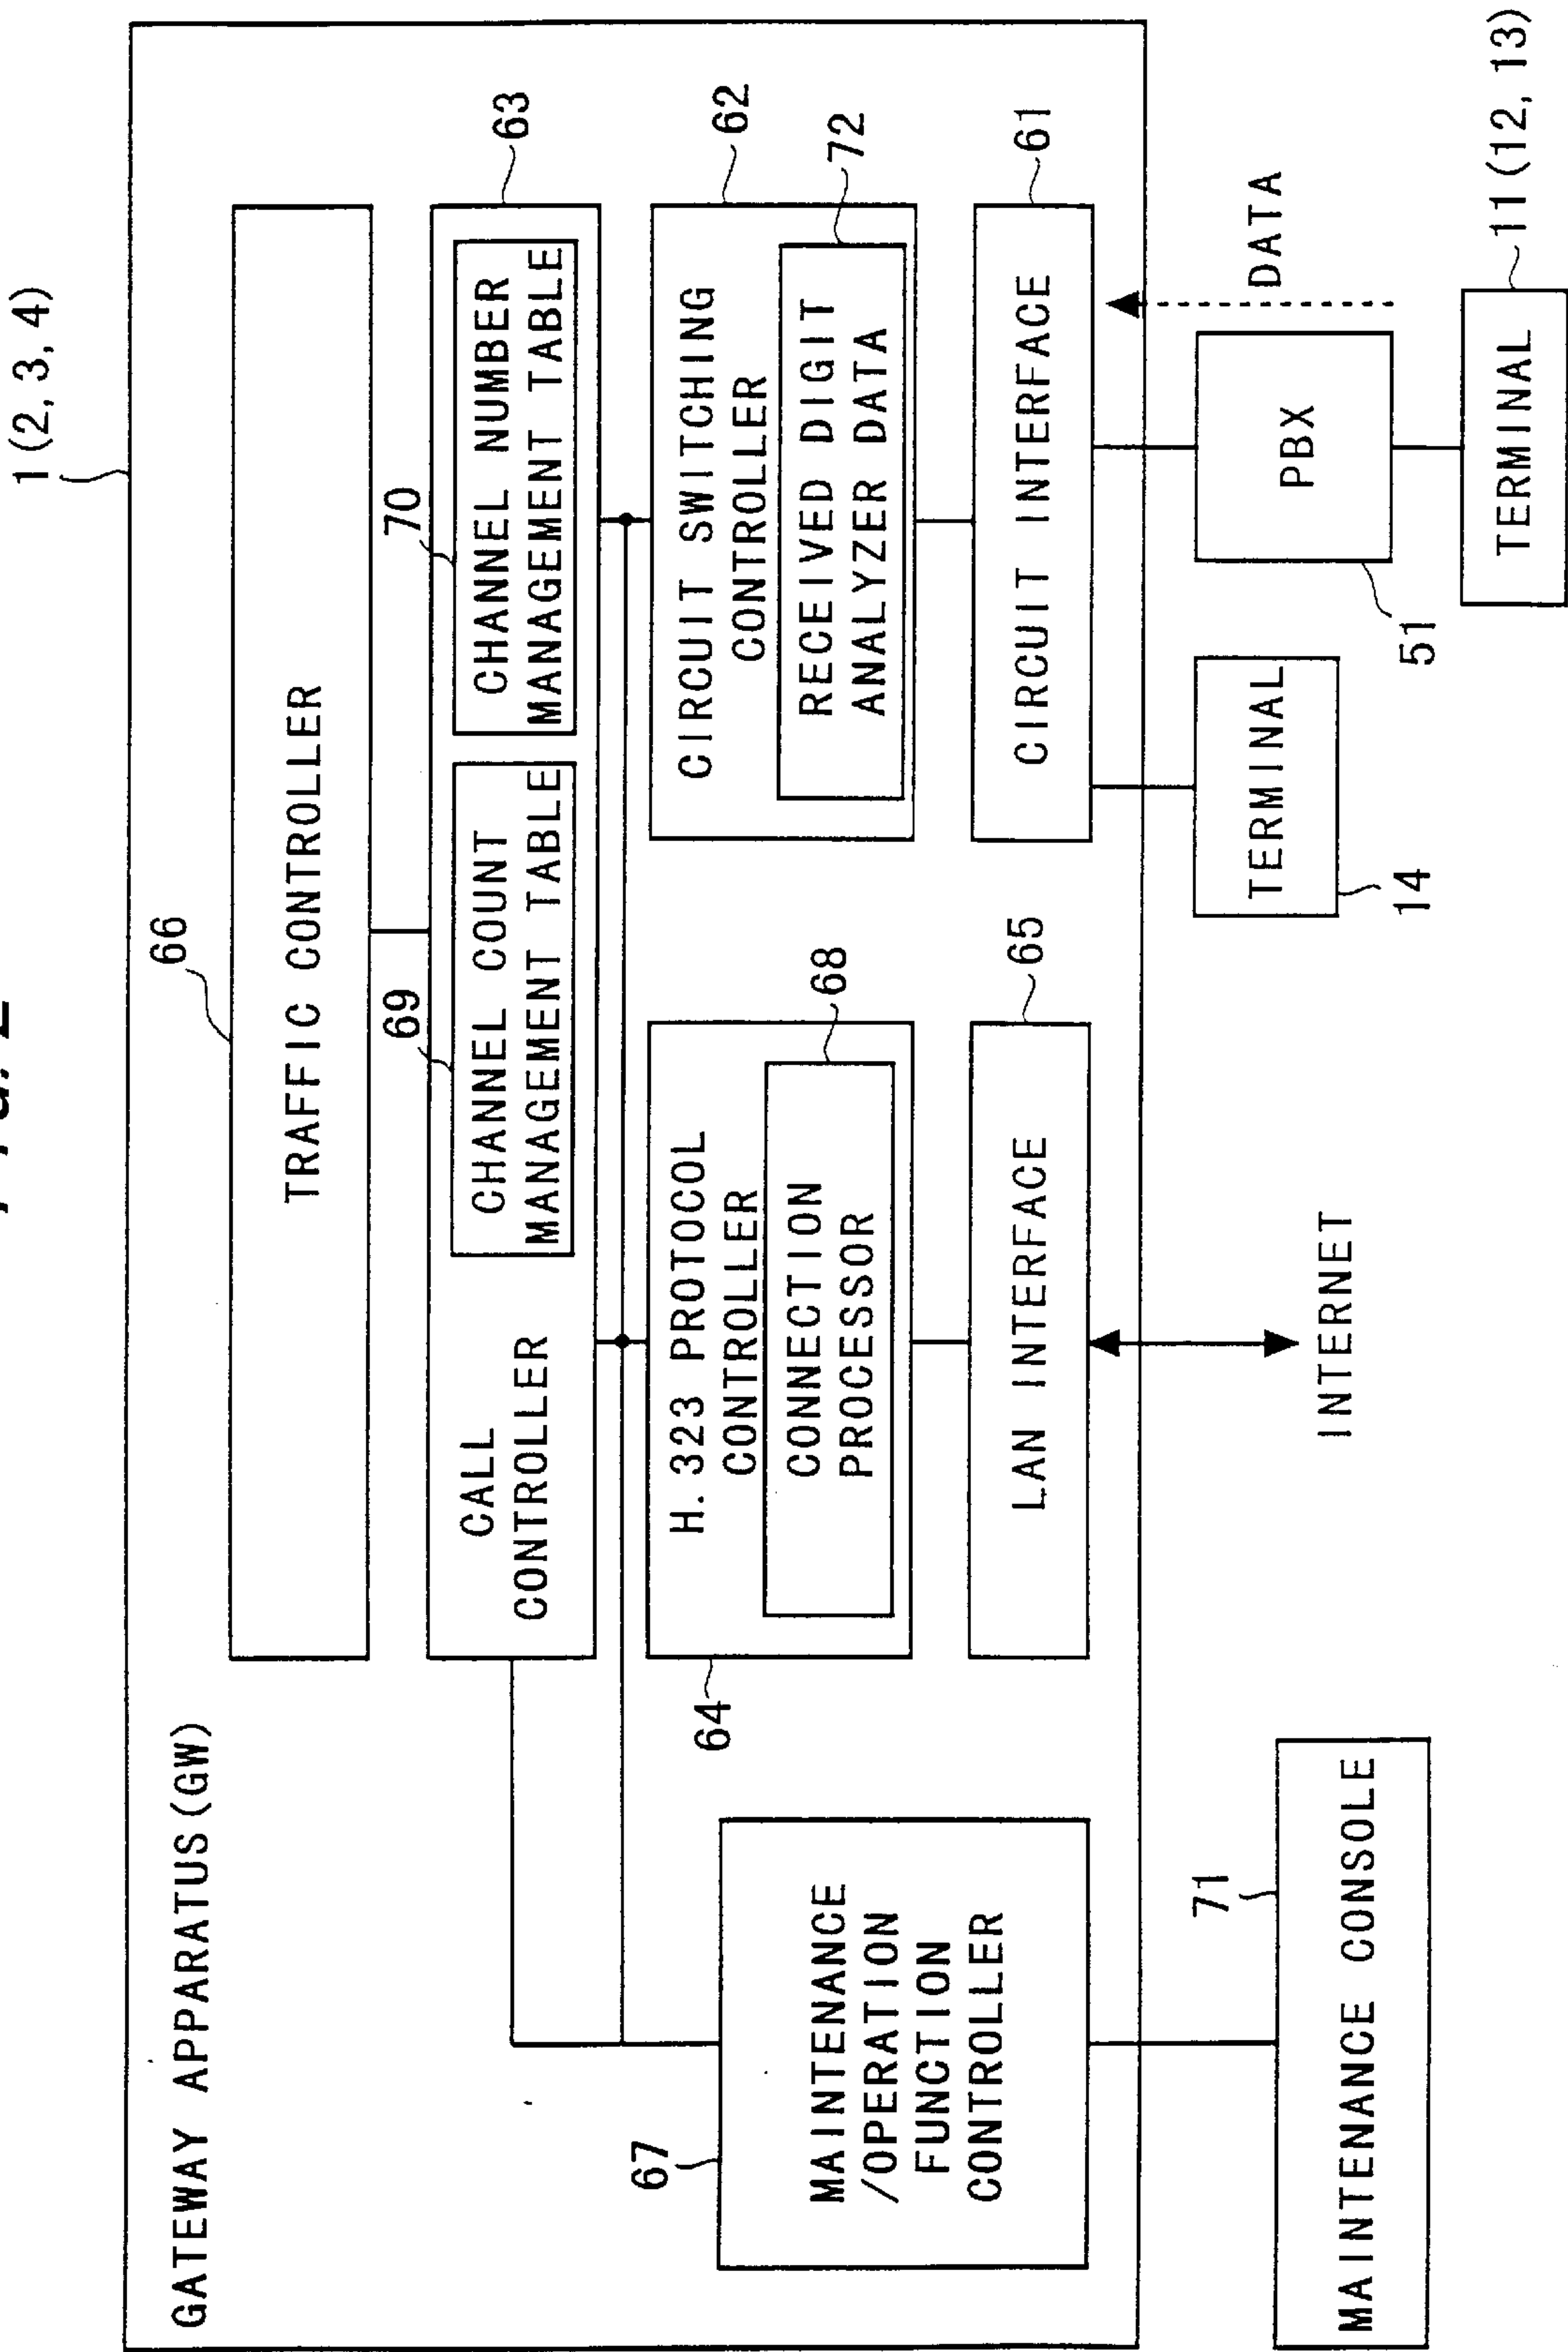 1(2, 3, 4)
GATEWAY APPARATUS(GW)
66
TRAFFIC CONTROLLER
69
70
63
CALL
CONTROLLER
CHANNEL COUNT
MANAGEMENT TABLE
CHANNEL NUMBER
MANAGEMENT TABLE
64
H. 323 PROTOCOL
CONTROLLER
CONNECTION
PROCESSOR
68
62
CIRCUIT SWITCHING
CONTROLLER
RECEIVED DIGIT
ANALYZER DATA
72
67
MAINTENANCE
/OPERATION
FUNCTION
CONTROLLER
LAN INTERFACE
65
CIRCUIT INTERFACE
61
71
MAINTENANCE CONSOLE
INTERNET
TERMINAL
14
PBX
51
DATA
TERMINAL
11(12, 13)